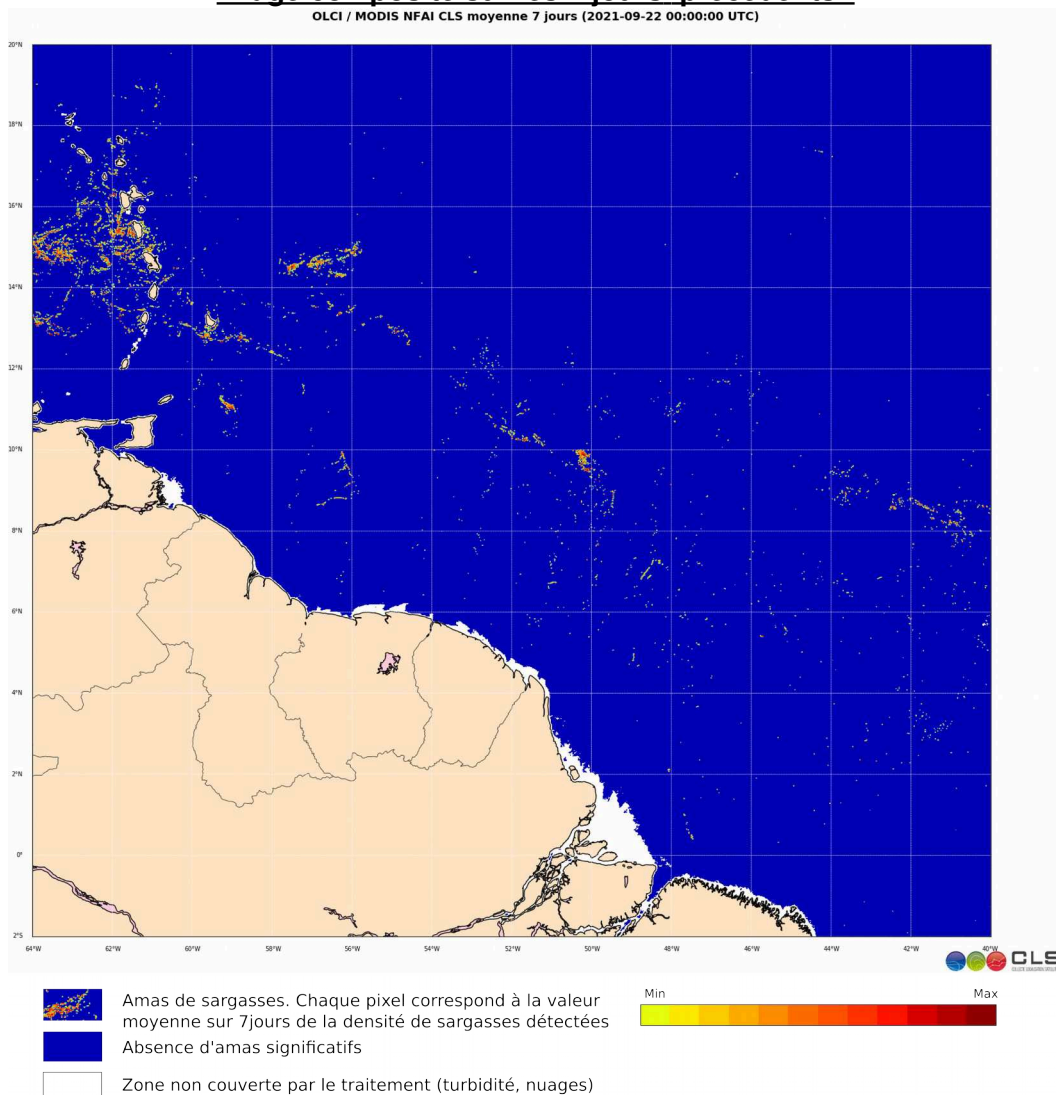 OLCI / MODIS NFAI CLS moyenne 7 jours (2021-09-22 00:00:00 UTC)
20°N
18°N
16°N
14°N
12°N
10°N
8°N
6°N
4°N
2°N
0°
2°S
64°W 62°W 60°W 58°W 56°W 54°W 52°W 50°W 48°W 46°W 44°W 42°W 40°W
CLS
Amas de sargasses. Chaque pixel correspond à la valeur
moyenne sur 7jours de la densité de sargasses détectées
Min Max
Absence d'amas significatifs
Zone non couverte par le traitement (turbidité, nuages)